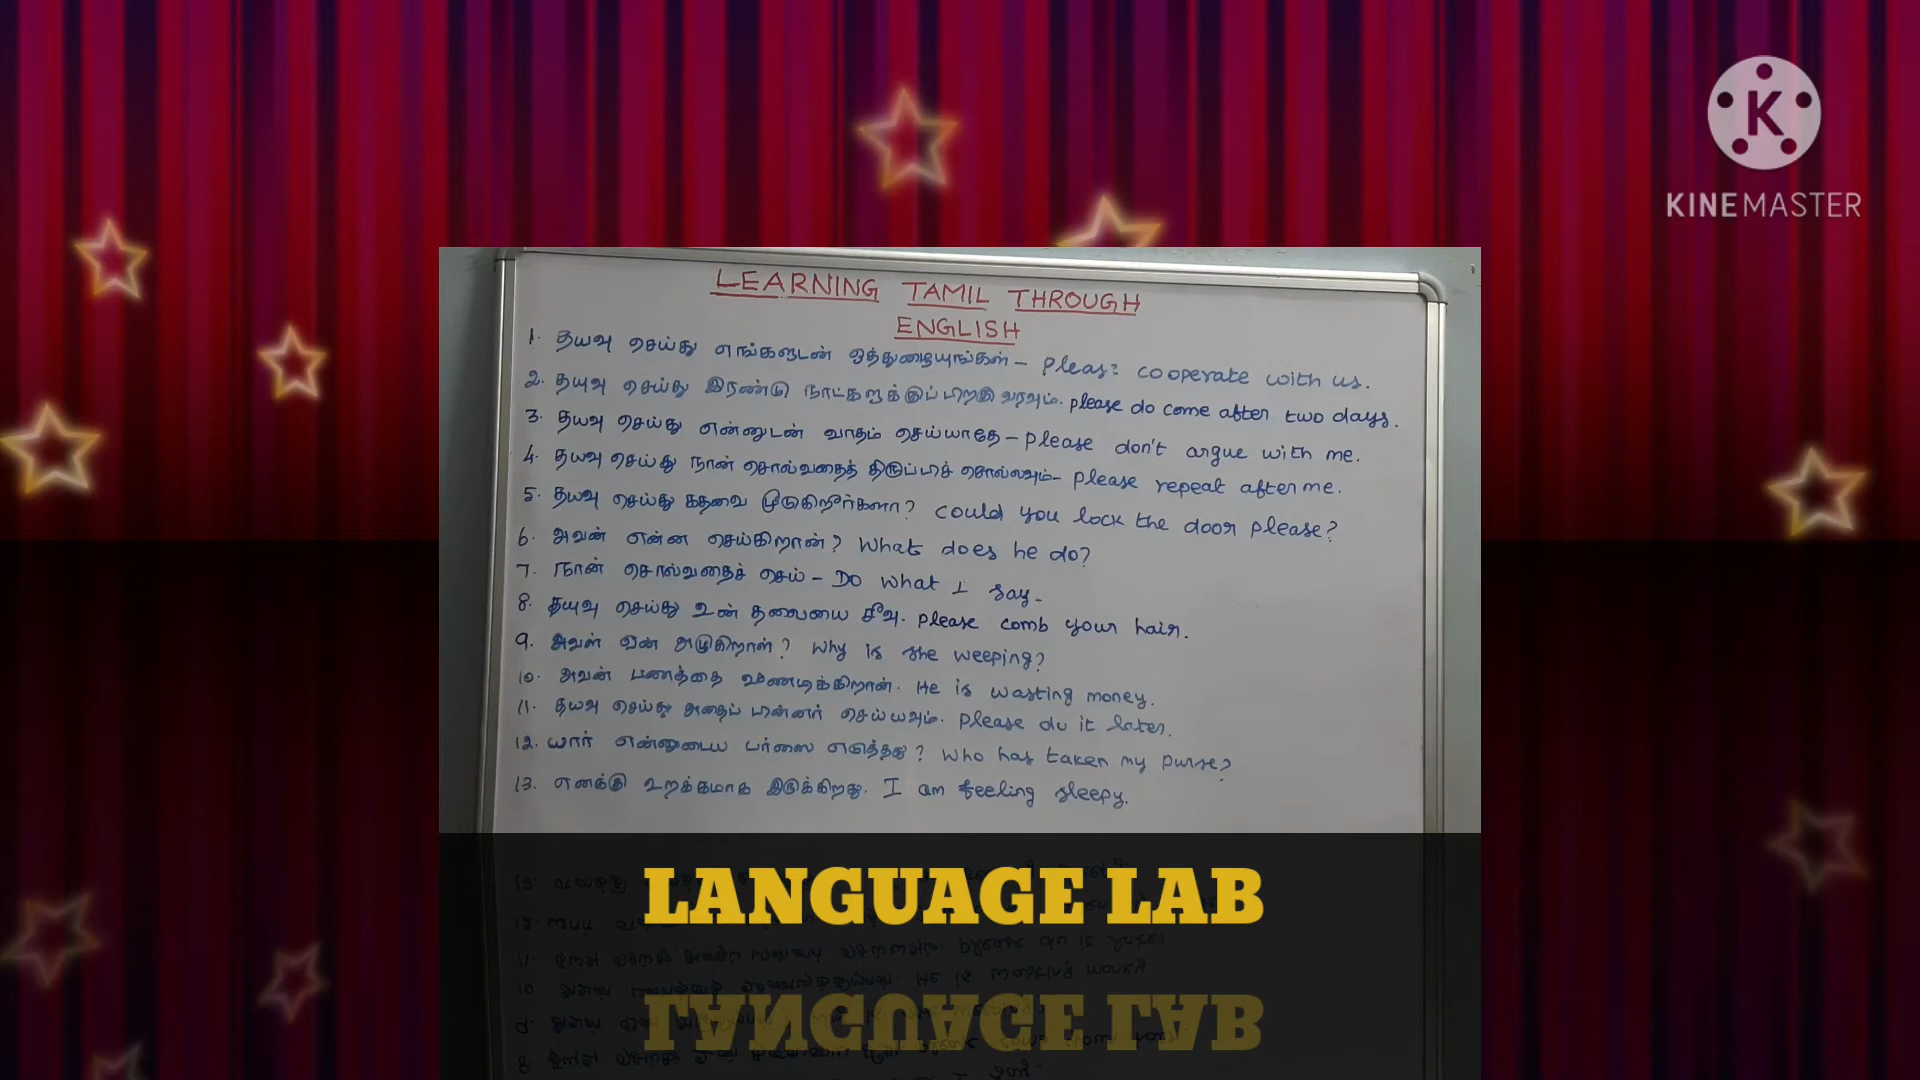 KINEMASTER
LEARNING TAMIL THROUGH
ENGLISH
1. தயவு செய்து எங்களுடன் ஒத்துழையுங்கள் - Please cooperate with us.
2. தயவு செய்து இரண்டு நாட்களுக்குப் பிறகு வரவும். please do come after two days.
3. தயவு செய்து என்னுடன் வாதம் செய்யாதே - please don't argue with me.
4. தயவு செய்து நான் சொல்வதைத் திருப்பிச் சொல்லவும் - please repeat after me.
5. தயவு செய்து கதவை மூடுகிறீர்களா? Could you lock the door please?
6. அவன் என்ன செய்கிறான்? What does he do?
7. நான் சொல்வதைச் செய் - Do what I say.
8. தயவு செய்து உன் தலையை சீவு. please comb your hair.
9. அவள் ஏன் அழுகிறாள்? Why is she weeping?
10. அவன் பணத்தை வீணடிக்கிறான். He is wasting money.
11. தயவு செய்து அதைப் பின்னர் செய்யவும். Please do it later.
12. யார் என்னுடைய பர்ஸை எடுத்தது? Who has taken my purse?
13. எனக்கு உறக்கமாக இருக்கிறது. I am feeling sleepy.
LANGUAGE LAB